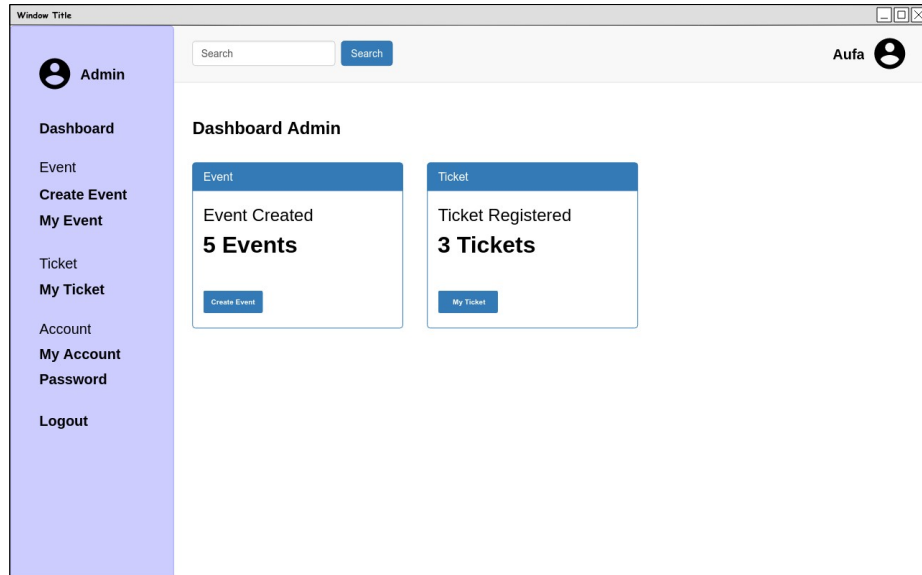 Window Title
Admin
Dashboard
Event
Create Event
My Event
Ticket
My Ticket
Account
My Account
Password
Logout
Search
Search
Aufa
Dashboard Admin
Event
Event Created
5 Events
Create Event
Ticket
Ticket Registered
3 Tickets
My Ticket